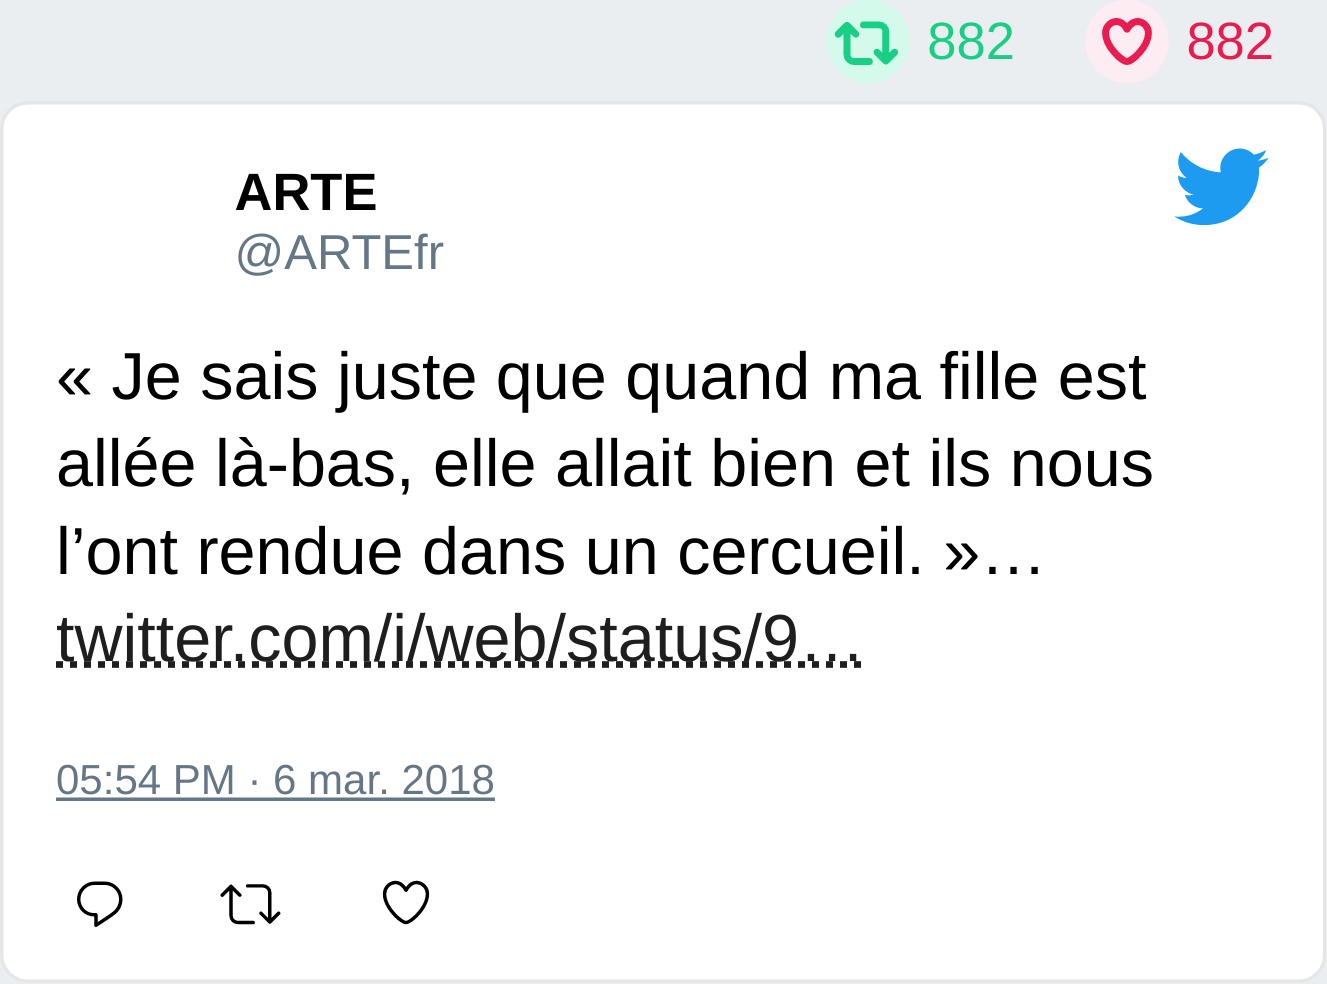 882 882
ARTE
@ARTEfr
« Je sais juste que quand ma fille est
allée là-bas, elle allait bien et ils nous
l’ont rendue dans un cercueil. »…
twitter.com/i/web/status/9…
05:54 PM · 6 mar. 2018